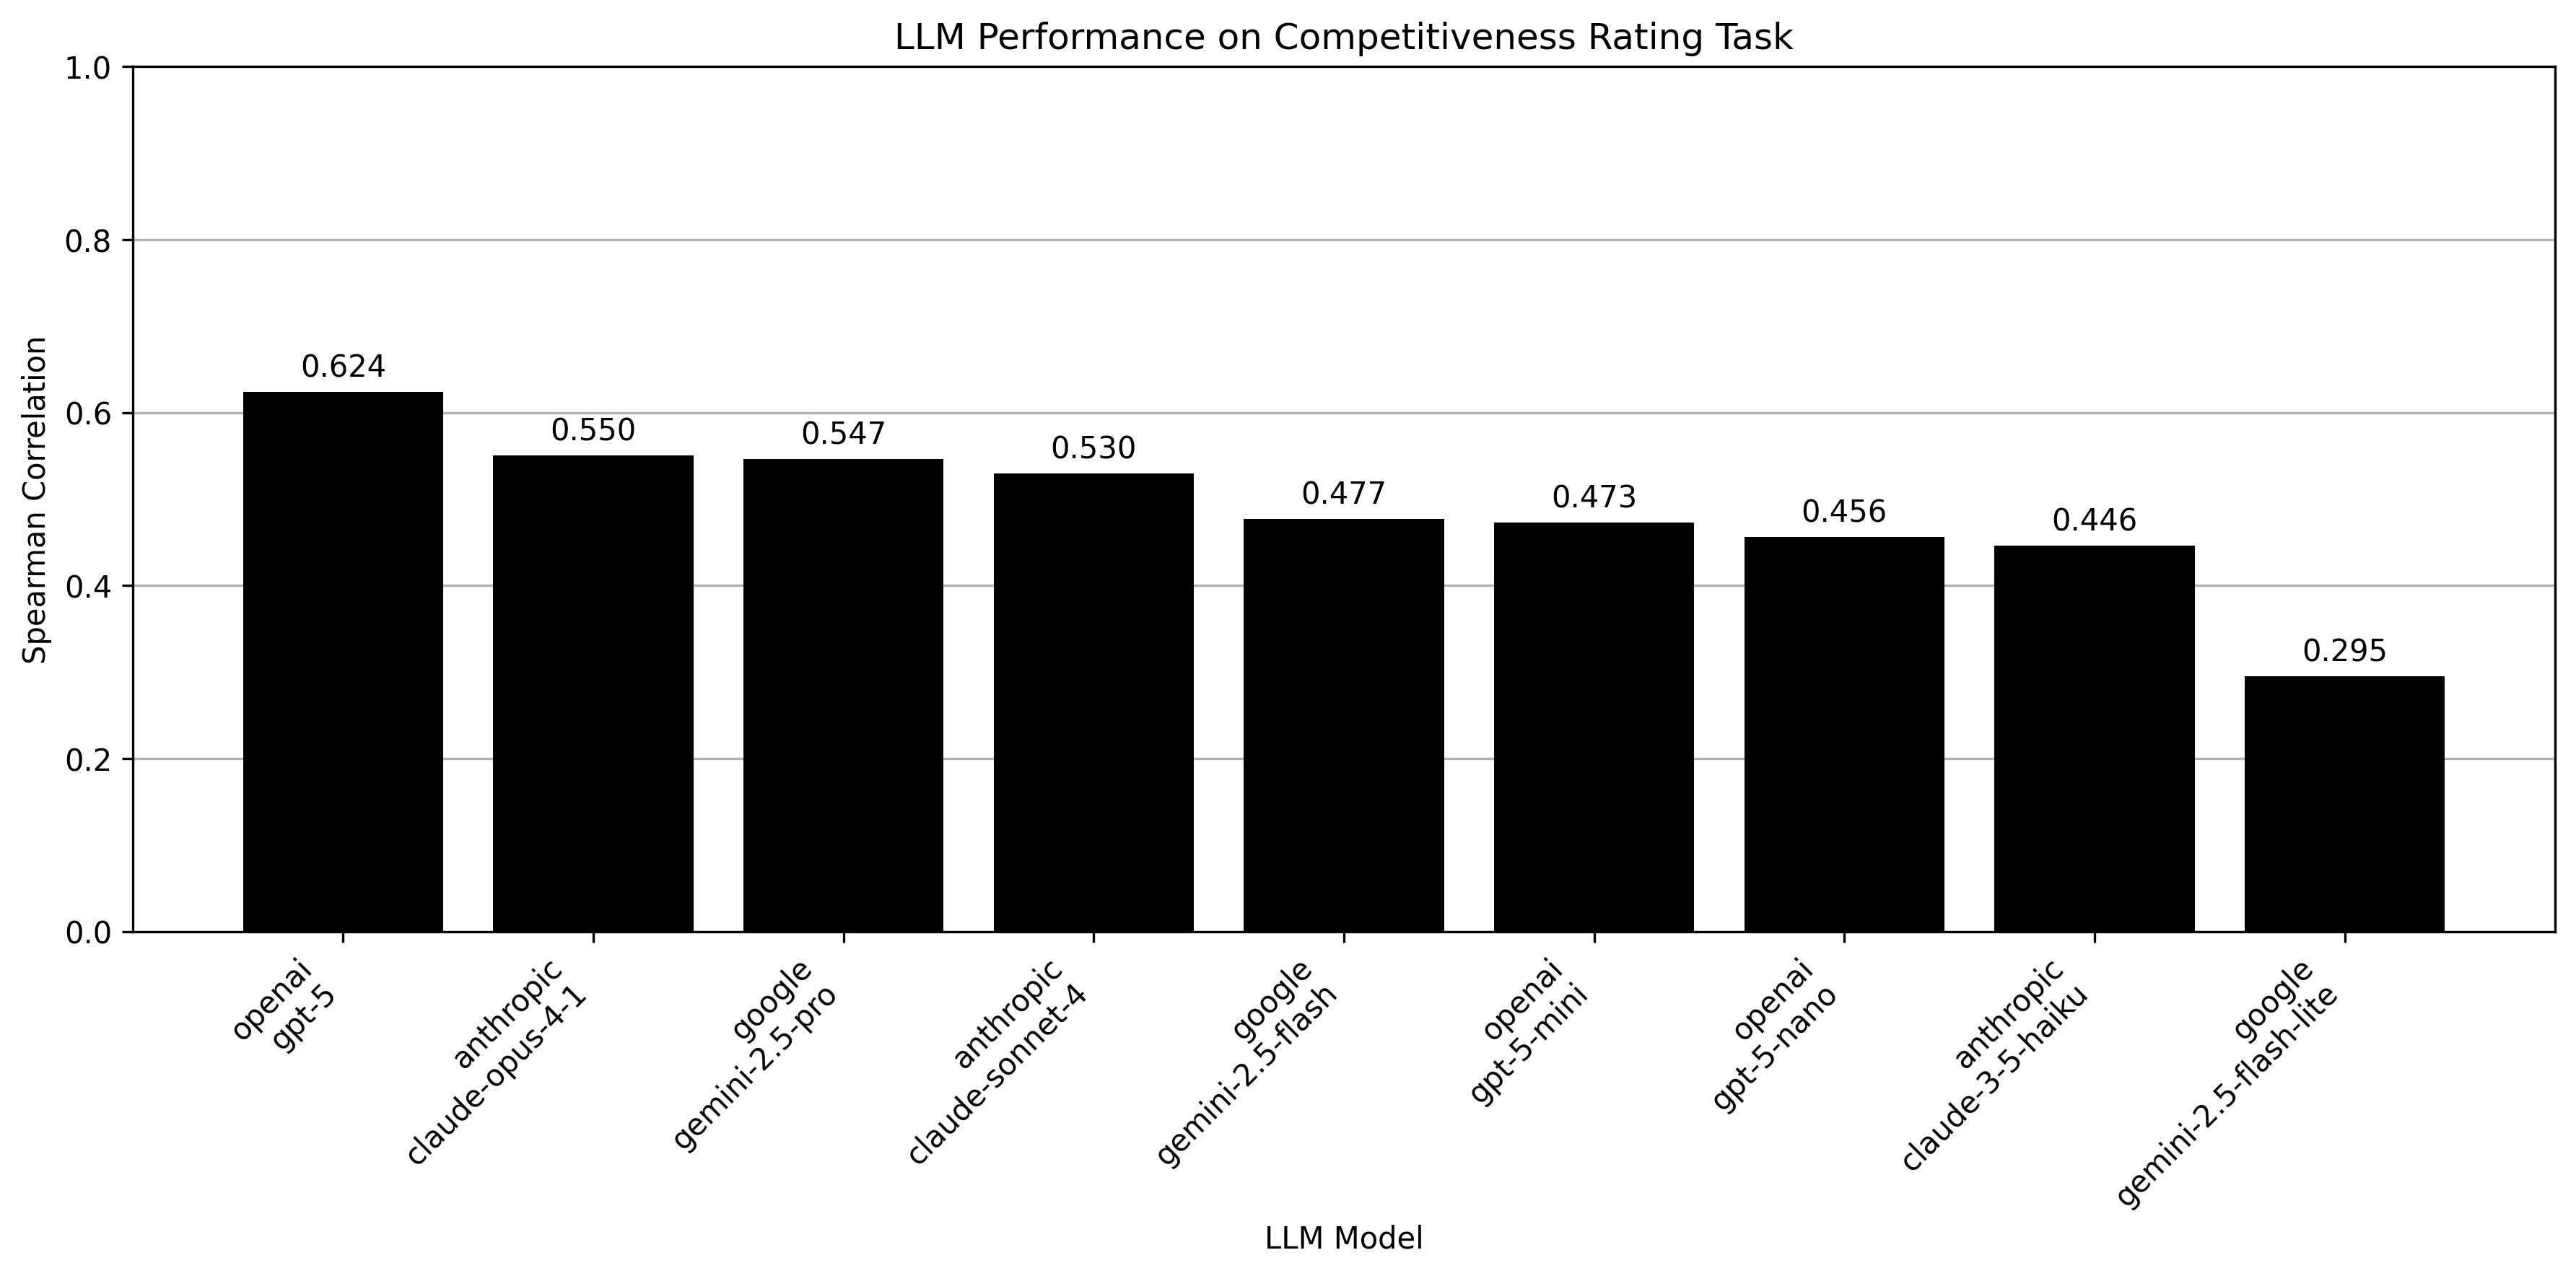 LLM Performance on Competitiveness Rating Task
1.0
0.8
0.6
0.4
0.2
0.0
Spearman Correlation
0.624
0.550
0.547
0.530
0.477
0.473
0.456
0.446
0.295
openai
gpt-5
anthropic
claude-opus-4-1
google
gemini-2.5-pro
anthropic
claude-sonnet-4
google
gemini-2.5-flash
openai
gpt-5-mini
openai
gpt-5-nano
anthropic
claude-3-5-haiku
google
gemini-2.5-flash-lite
LLM Model